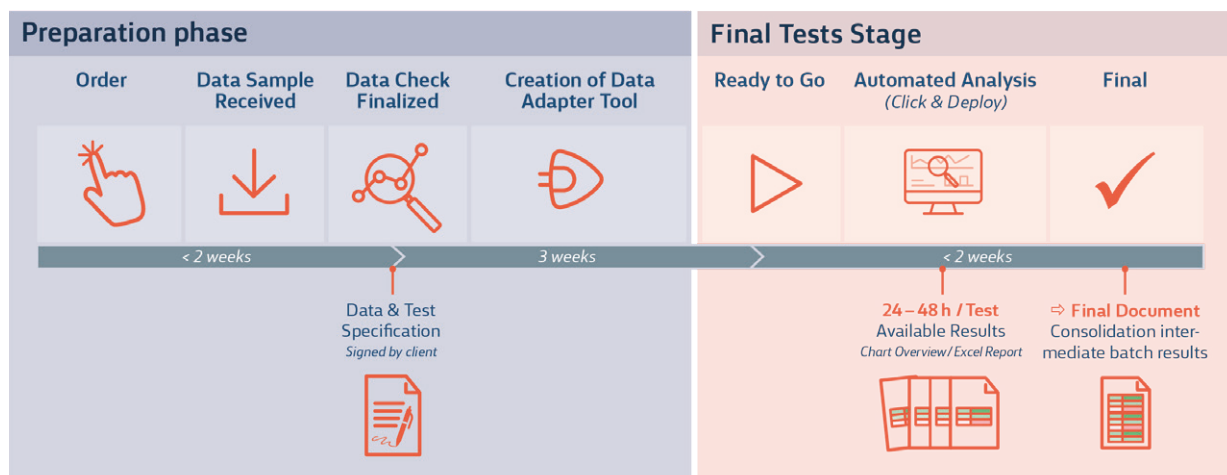 Preparation phase
Final Tests Stage
Order
Data Sample
Received
Data Check
Finalized
Creation of Data
Adapter Tool
Ready to Go
Automated Analysis
(Click & Deploy)
Final
< 2 weeks
3 weeks
< 2 weeks
Data & Test
Specification
Signed by client
24 – 48 h / Test
Available Results
Chart Overview / Excel Report
⇨ Final Document
Consolidation inter-
mediate batch results